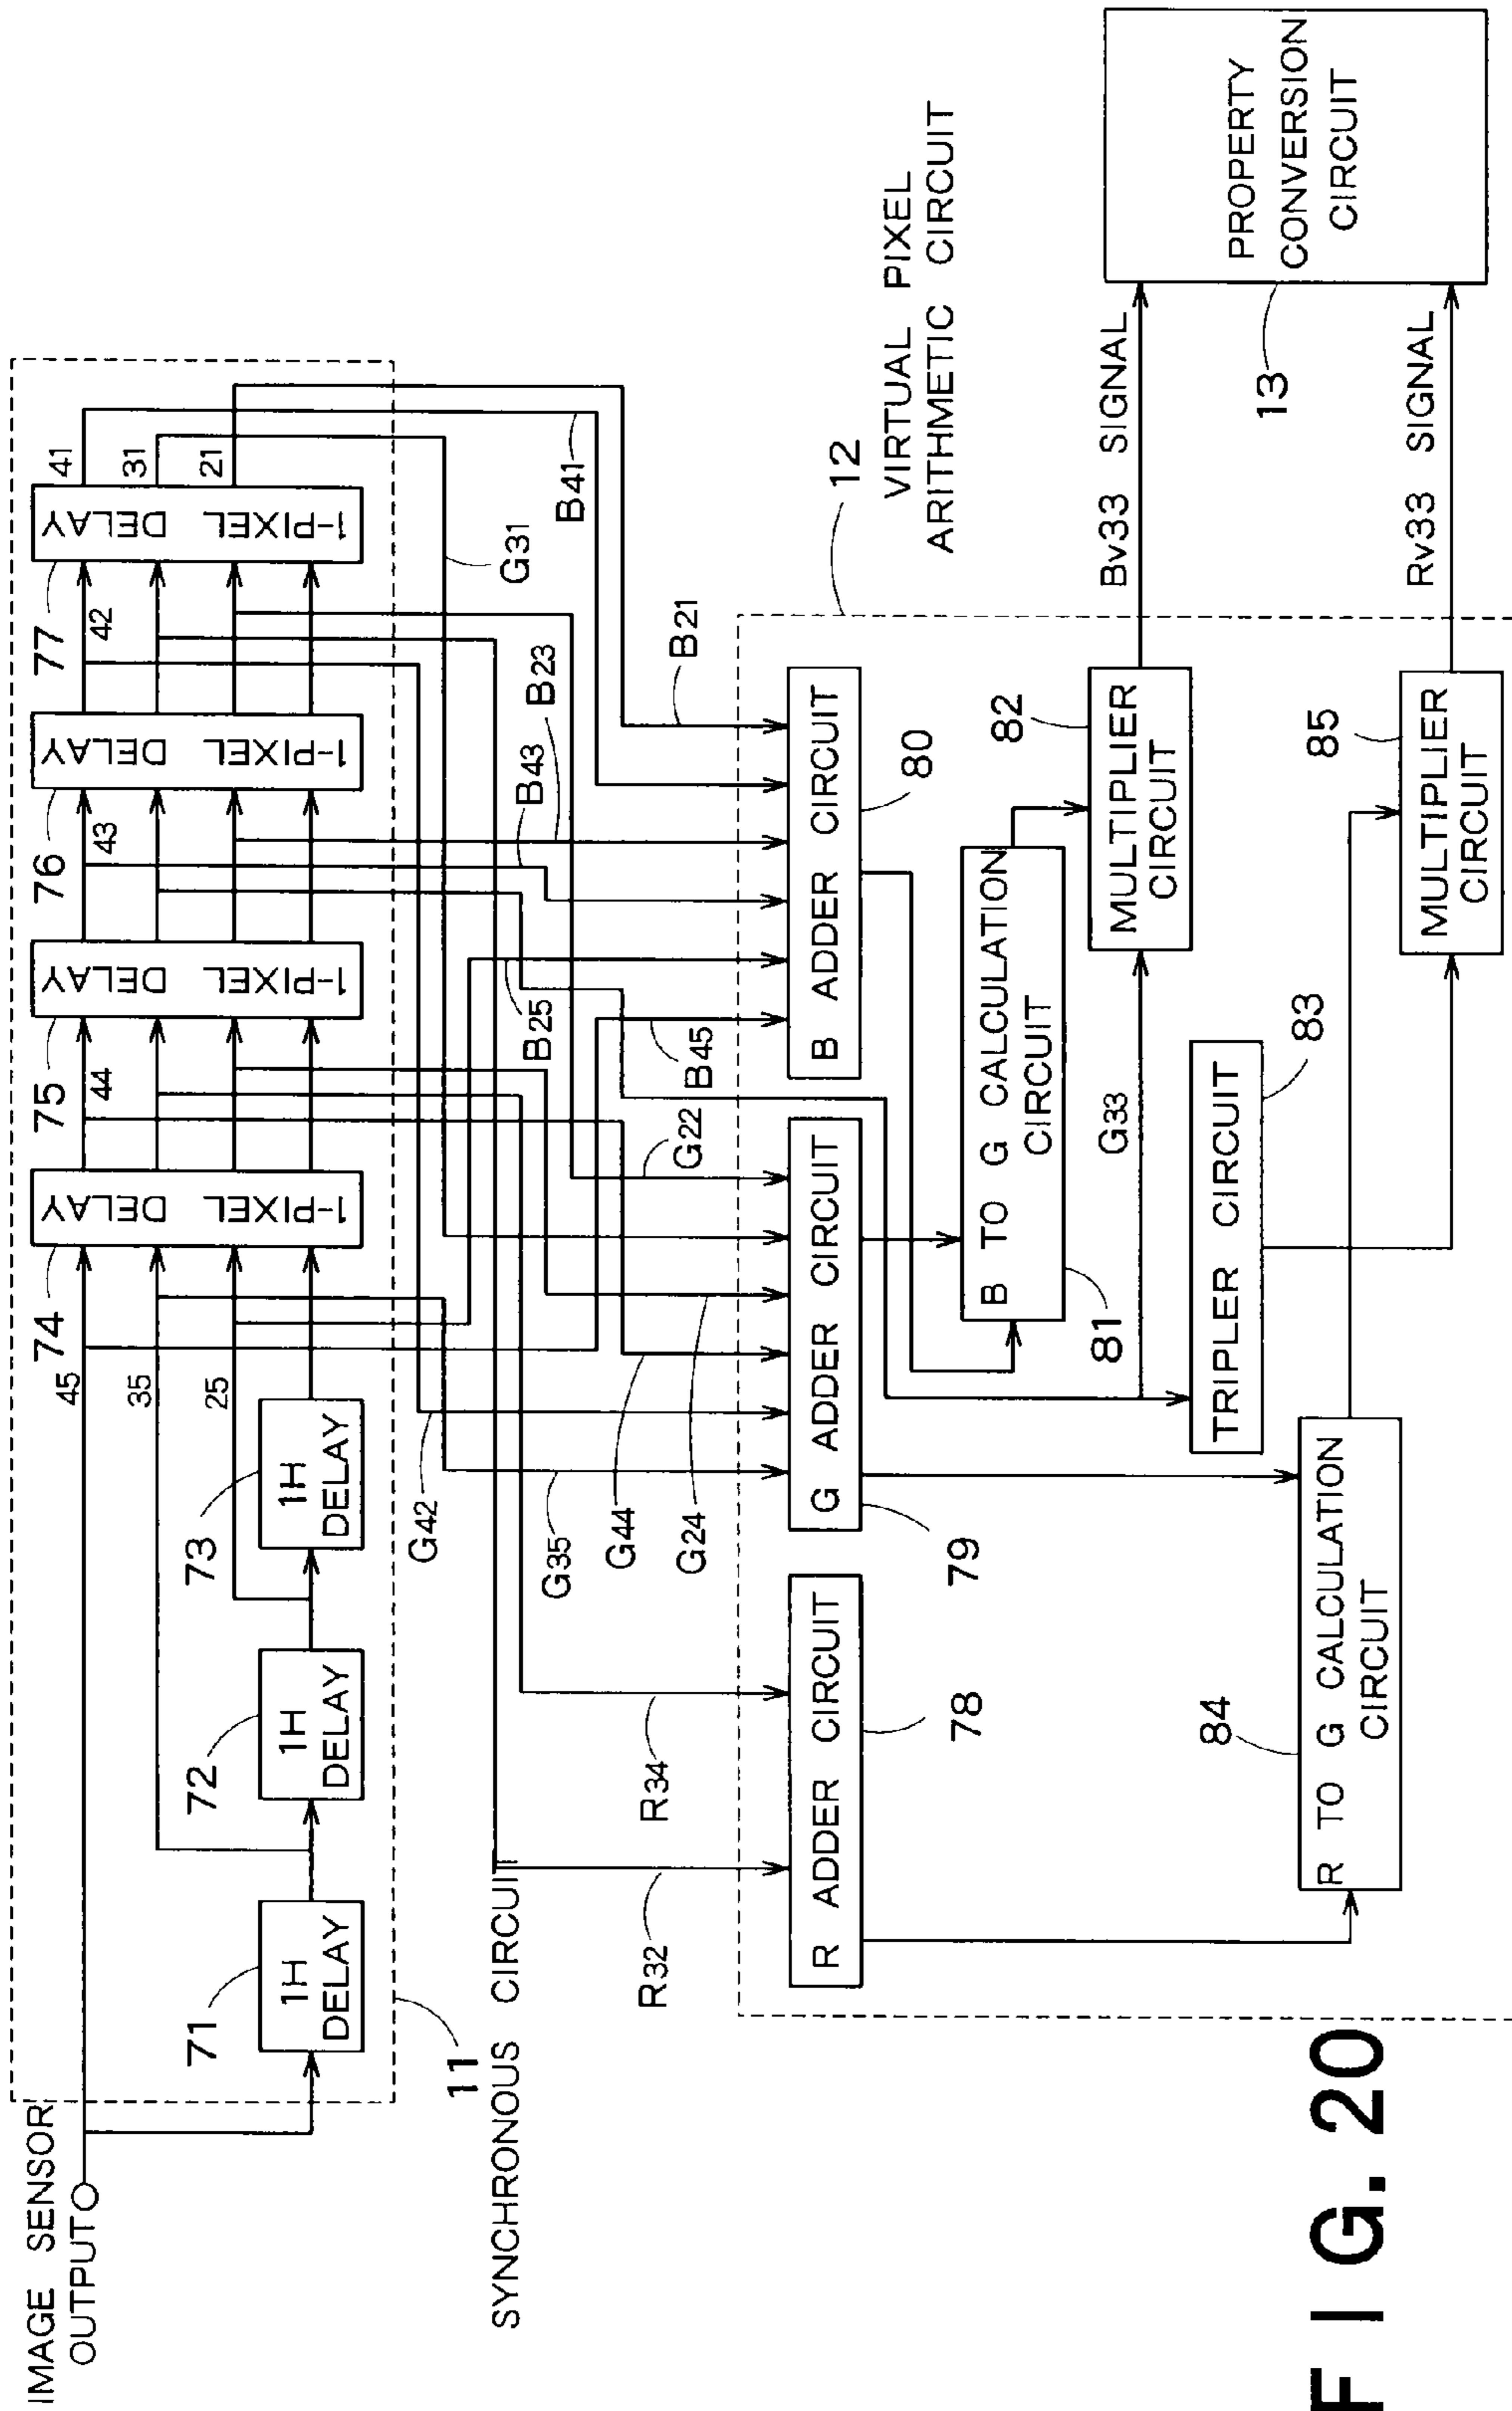 IMAGE SENSOR
OUTPUT
45
35
25
71
1H
DELAY
72
1H
DELAY
73
1H
DELAY
74
1-PIXEL DELAY
44
75
1-PIXEL DELAY
43
76
1-PIXEL DELAY
42
77
1-PIXEL DELAY
41
31
21
11
SYNCHRONOUS CIRCUIT
R32
R34
G42
G35
G44
G24
G22
G31
B45
B25
B43
B23
B41
B21
12
VIRTUAL PIXEL
ARITHMETIC CIRCUIT
R ADDER CIRCUIT
78
G ADDER CIRCUIT
79
B ADDER CIRCUIT
80
B TO G CALCULATION
CIRCUIT
81
G33
MULTIPLIER
CIRCUIT
82
TRIPLER CIRCUIT
83
R TO G CALCULATION
CIRCUIT
84
MULTIPLIER
CIRCUIT
85
Bv33 SIGNAL
Rv33 SIGNAL
PROPERTY
CONVERSION
CIRCUIT
13
FIG. 20